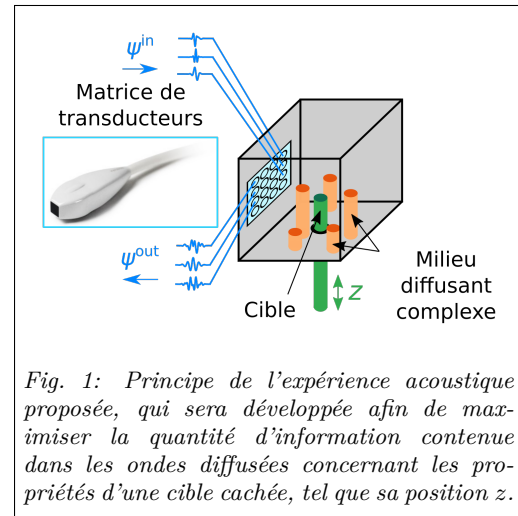 ψin
Matrice de
transducteurs
ψout
z
Cible
Milieu
diffusant
complexe
Fig. 1: Principe de l'expérience acoustique
proposée, qui sera développée afin de max-
imiser la quantité d'information contenue
dans les ondes diffusées concernant les pro-
priétés d'une cible cachée, tel que sa position z.